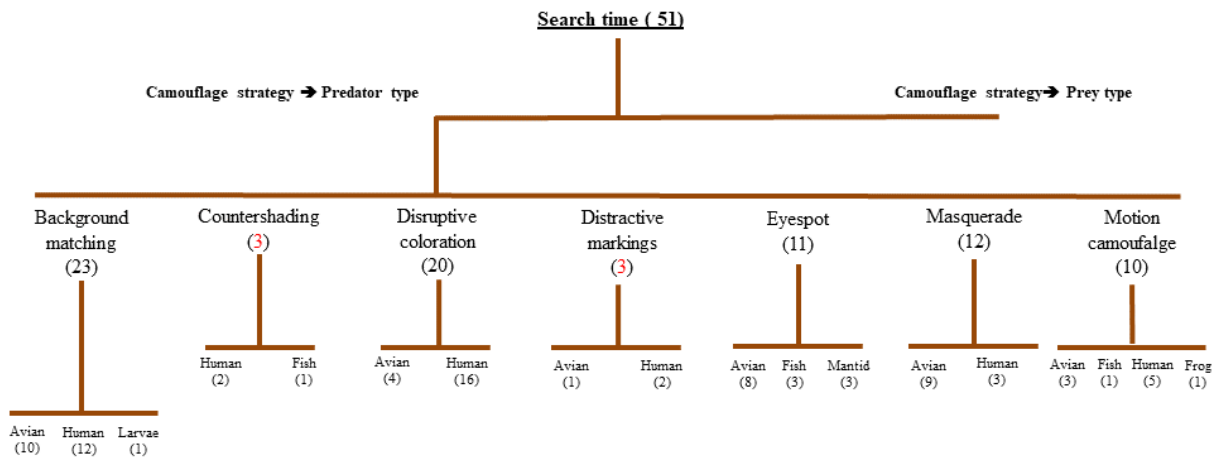 Search time ( 51)
Camouflage strategy ➔ Predator type
Camouflage strategy➔ Prey type
Background
matching
(23)
Countershading
(3)
Disruptive
coloration
(20)
Distractive
markings
(3)
Eyespot
(11)
Masquerade
(12)
Motion
camoufalge
(10)
Avian
(10)
Human
(12)
Larvae
(1)
Human
(2)
Fish
(1)
Avian
(4)
Human
(16)
Avian
(1)
Human
(2)
Avian
(8)
Fish
(3)
Mantid
(3)
Avian
(9)
Human
(3)
Avian
(3)
Fish
(1)
Human
(5)
Frog
(1)